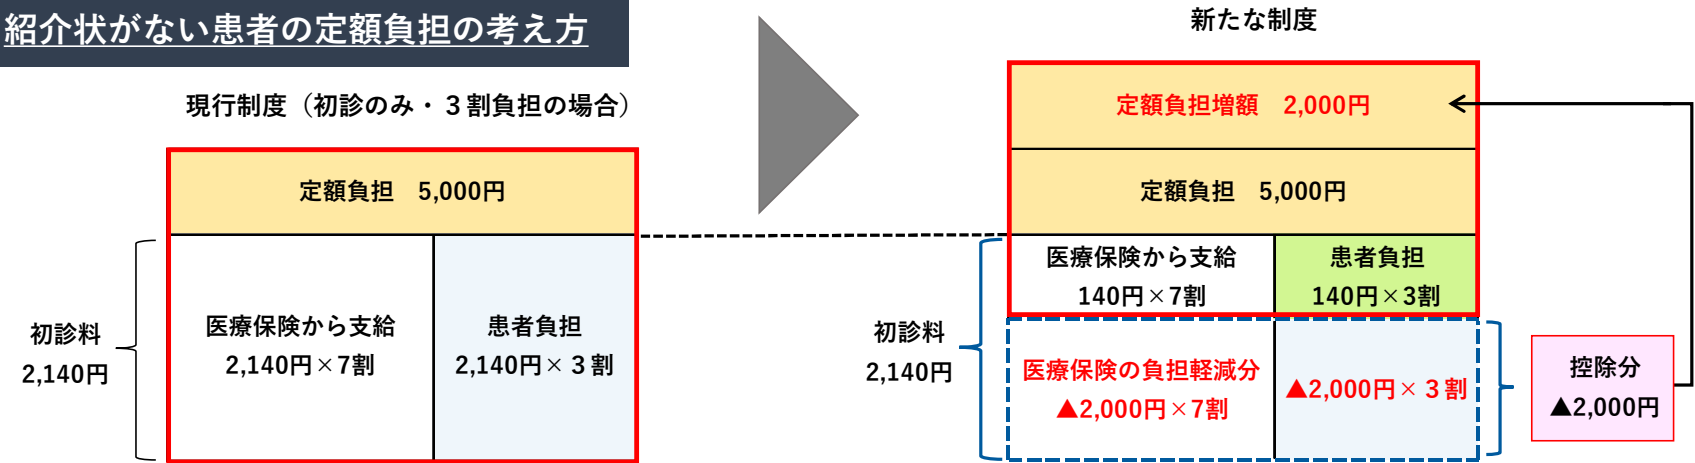 紹介状がない患者の定額負担の考え方
現行制度（初診のみ・３割負担の場合）
定額負担　5,000円
初診料
2,140円
医療保険から支給
2,140円×7割
患者負担
2,140円×３割
新たな制度
定額負担増額　2,000円
定額負担　5,000円
初診料
2,140円
医療保険から支給
140円×7割
患者負担
140円×3割
医療保険の負担軽減分
▲2,000円×7割
▲2,000円×３割
控除分
▲2,000円